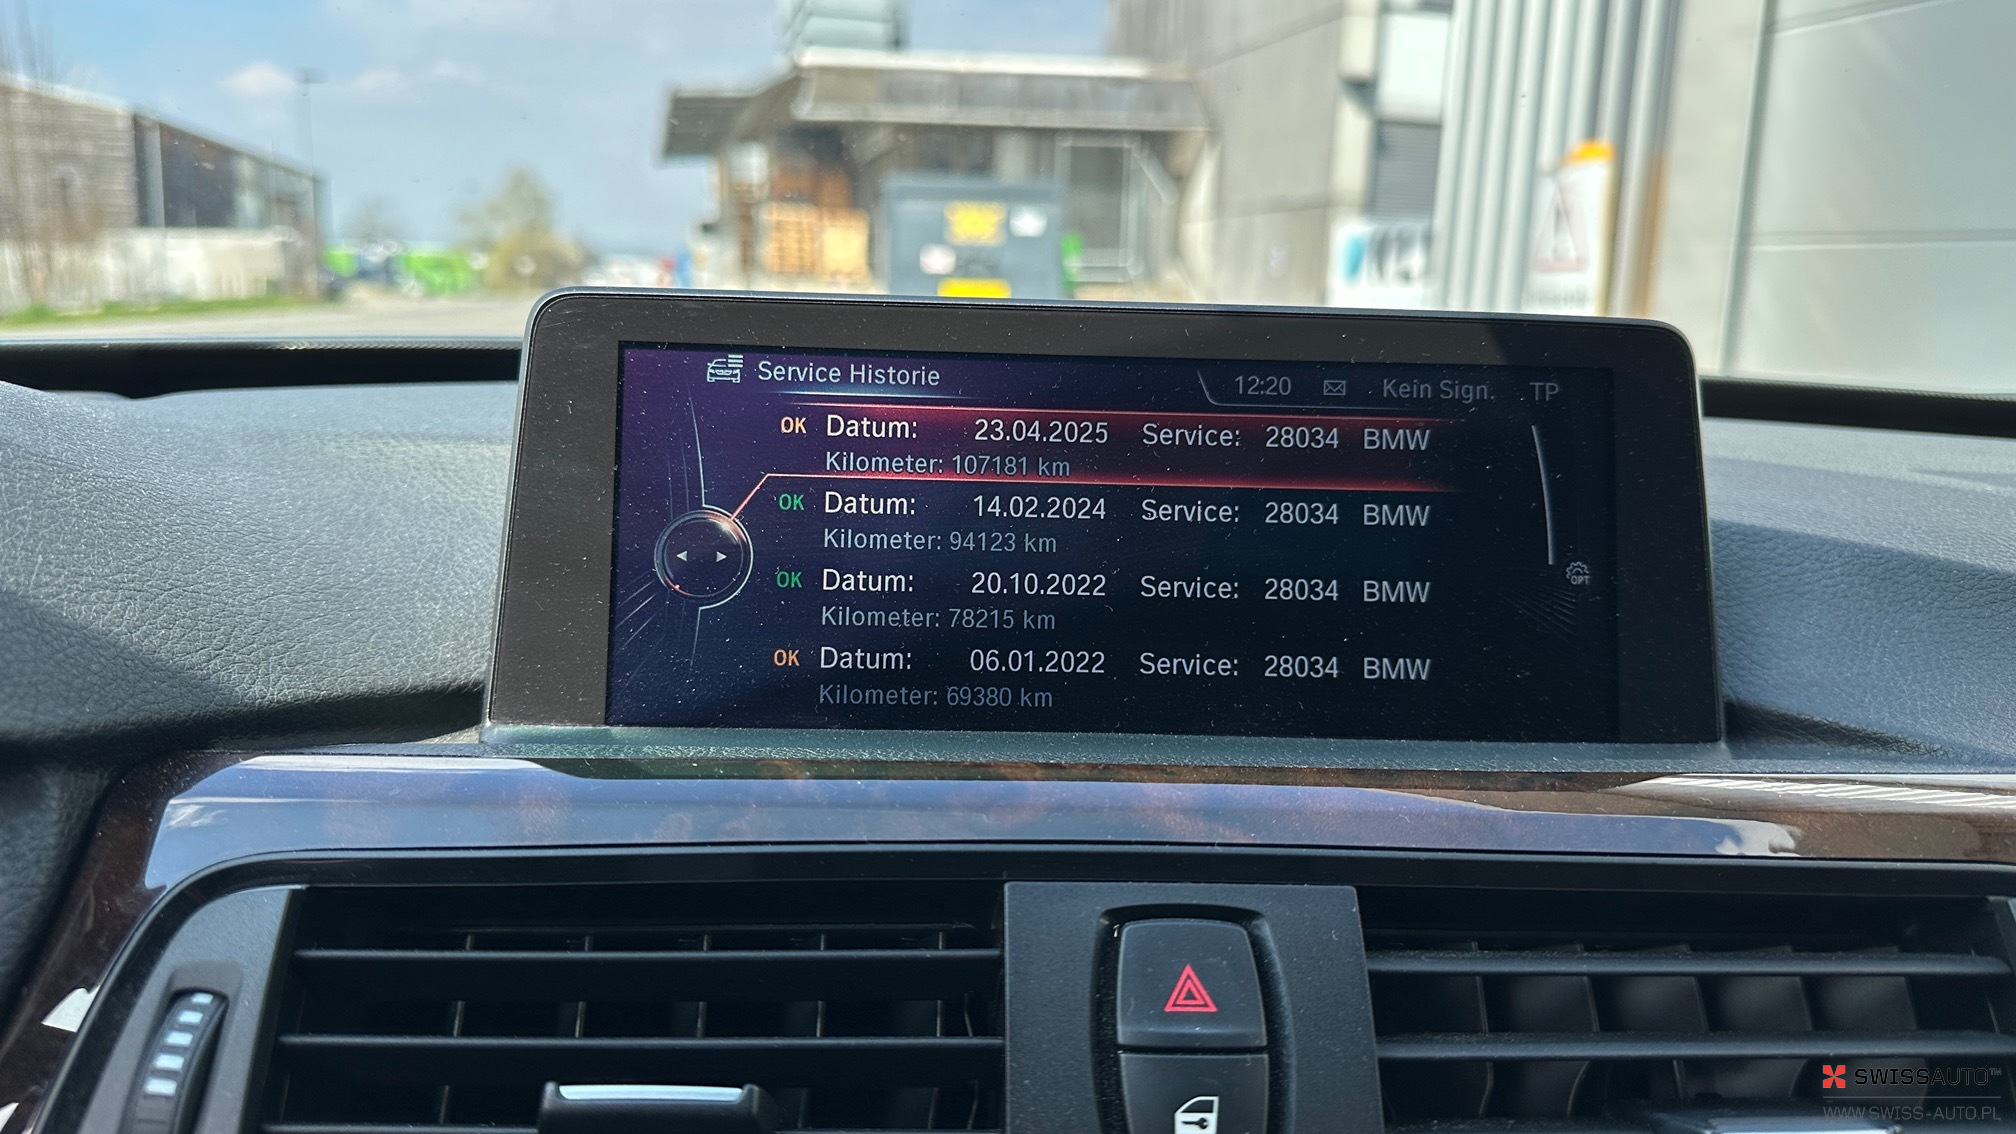 Service Historie
12:20 Kein Sign. TP
OK Datum: 23.04.2025 Service: 28034 BMW
Kilometer: 107181 km
OK Datum: 14.02.2024 Service: 28034 BMW
Kilometer: 94123 km
OK Datum: 20.10.2022 Service: 28034 BMW
Kilometer: 78215 km
OK Datum: 06.01.2022 Service: 28034 BMW
Kilometer: 69380 km
OPT
SWISSAUTO™
WWW.SWISS-AUTO.PL